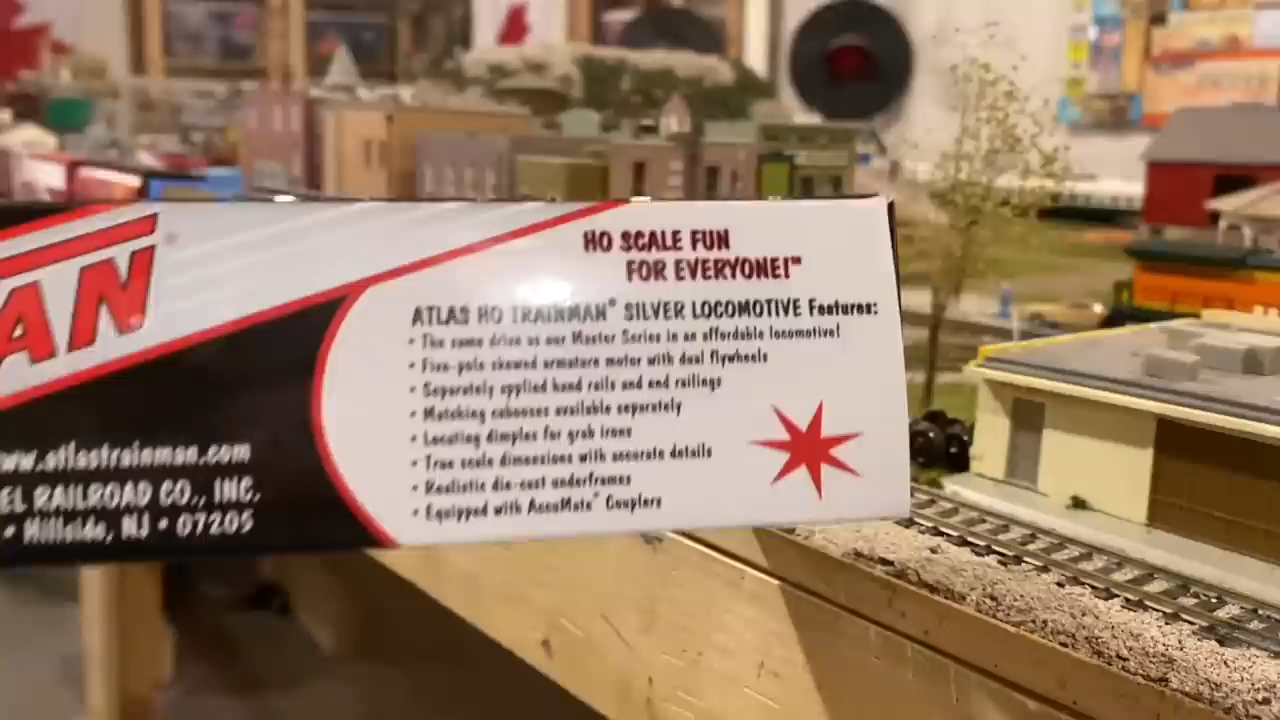 AN
HO SCALE FUN
FOR EVERYONE!™
ATLAS HO TRAINMAN® SILVER LOCOMOTIVE Features:
• The same drive as our Master Series in an affordable locomotive!
• Five-pole skewed armature motor with dual flywheels
• Separately applied hand rails and end railings
• Matching cabooses available separately
• Locating dimples for grab irons
• True scale dimensions with accurate details
• Realistic die-cast underframes
• Equipped with AccuMate® Couplers
ww.atlastrainman.com
EL RAILROAD CO., INC.
• Hillside, NJ • 07205